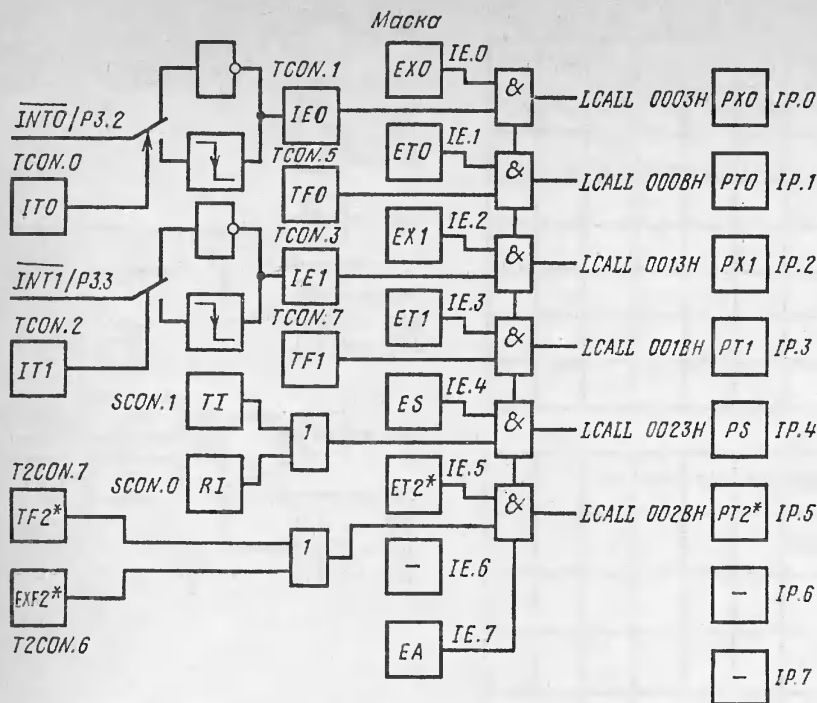 Маска
EX0 IE.0
TCON.1
& LCALL 0003H PX0 IP.0
IE0
INT0/P3.2
TCON.0
IT0
TCON.5
ET0 IE.1
& LCALL 000BH PT0 IP.1
TF0
TCON.3
EX1 IE.2
& LCALL 0013H PX1 IP.2
IE1
INT1/P3.3
TCON.2
IT1
TCON.7
ET1 IE.3
& LCALL 001BH PT1 IP.3
TF1
SCON.1 TI
1
ES IE.4
& LCALL 0023H PS IP.4
SCON.0 RI
T2CON.7
TF2*
ET2* IE.5
& LCALL 002BH PT2* IP.5
1
– IE.6
– IP.6
EXF2*
T2CON.6
EA IE.7
– IP.7